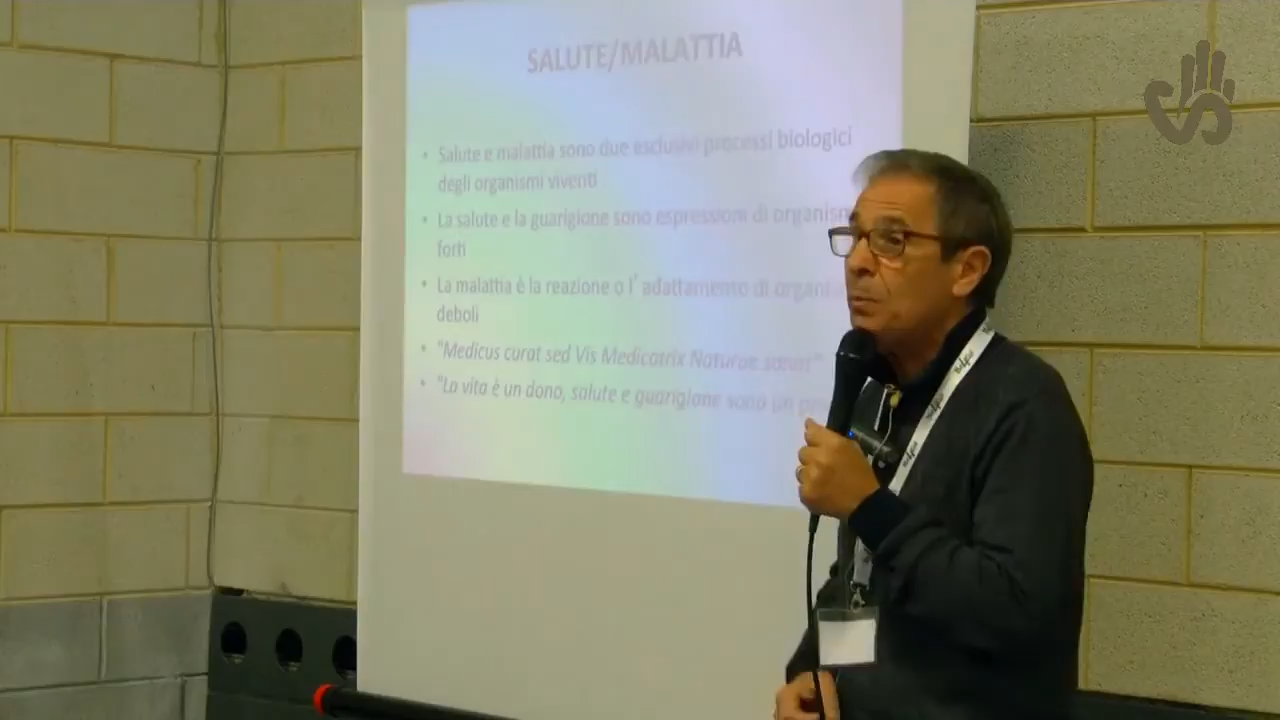 SALUTE/MALATTIA
• Salute e malattia sono due esclusivi processi biologici
degli organismi viventi
• La salute e la guarigione sono espressioni di
forti
• La malattia è la reazione o l' adattamento di
deboli
• "Medicus curat sed Vis Medicatrix Naturae sanat"
• "La vita è un dono, salute e guarigione sono un